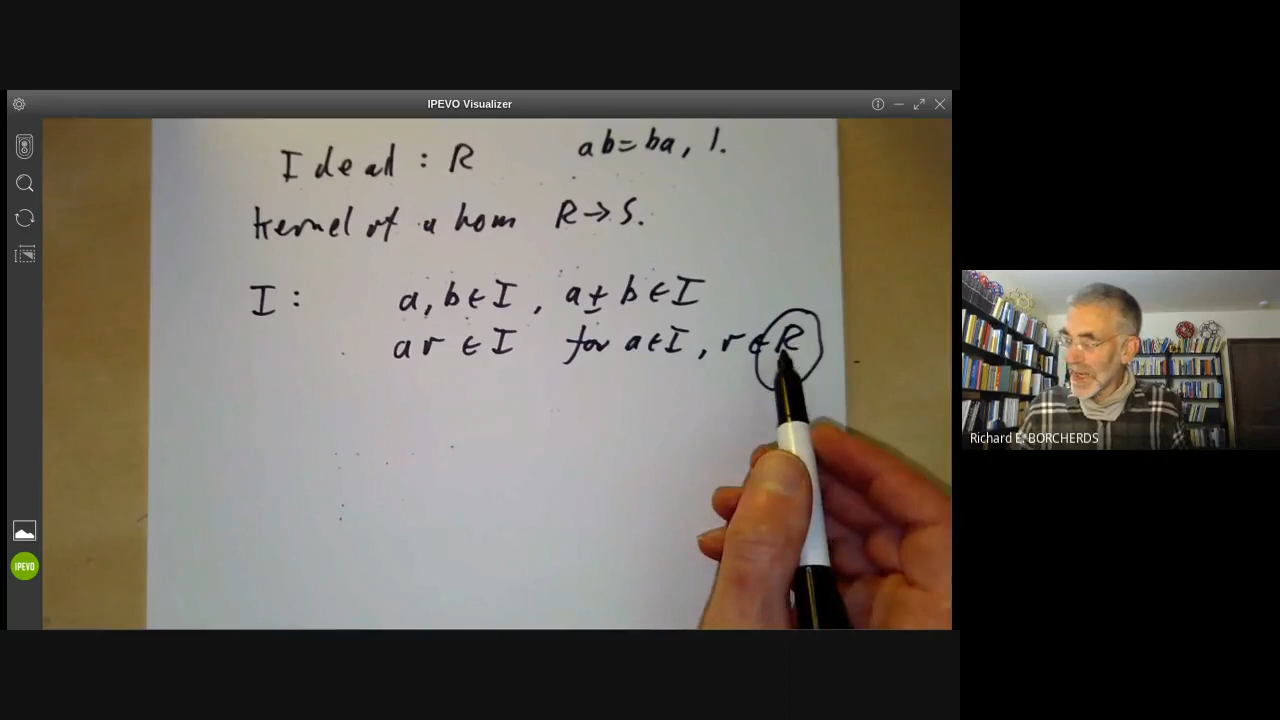 IPEVO Visualizer
Ideal : R ab=ba, 1.
Kernel of a hom R→S.
I : a, b ∈ I , a ± b ∈ I
ar ∈ I for a ∈ I , r ∈ R
IPEVO
Richard E. BORCHERDS